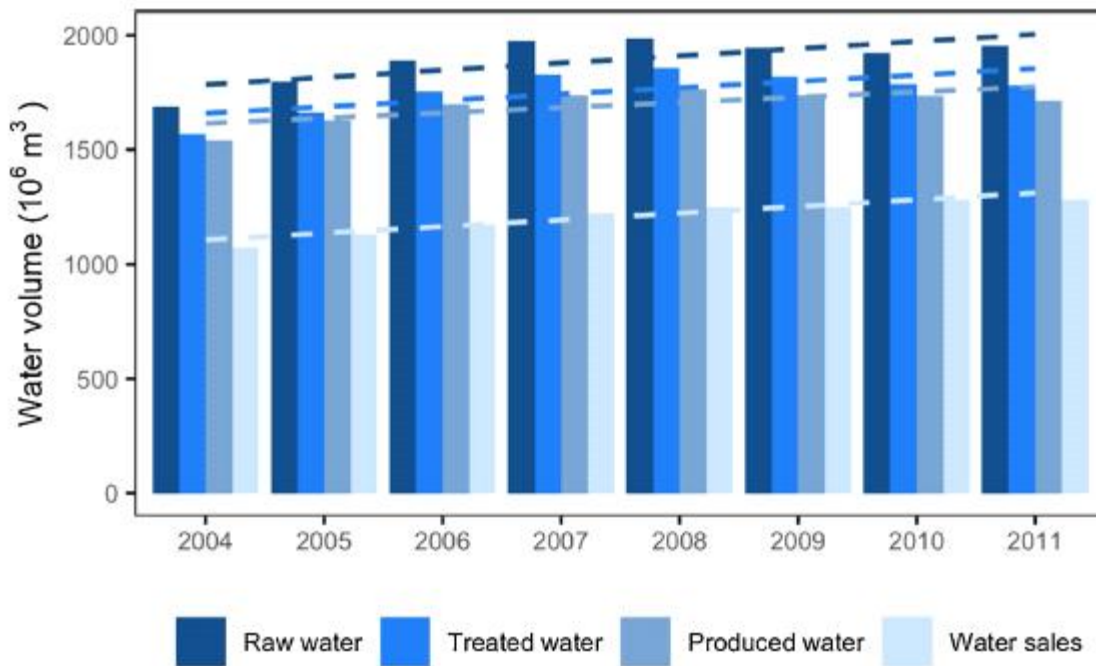 Water volume (10⁶ m³)
2000
1500
1000
500
0
2004 2005 2006 2007 2008 2009 2010 2011
Raw water Treated water Produced water Water sales